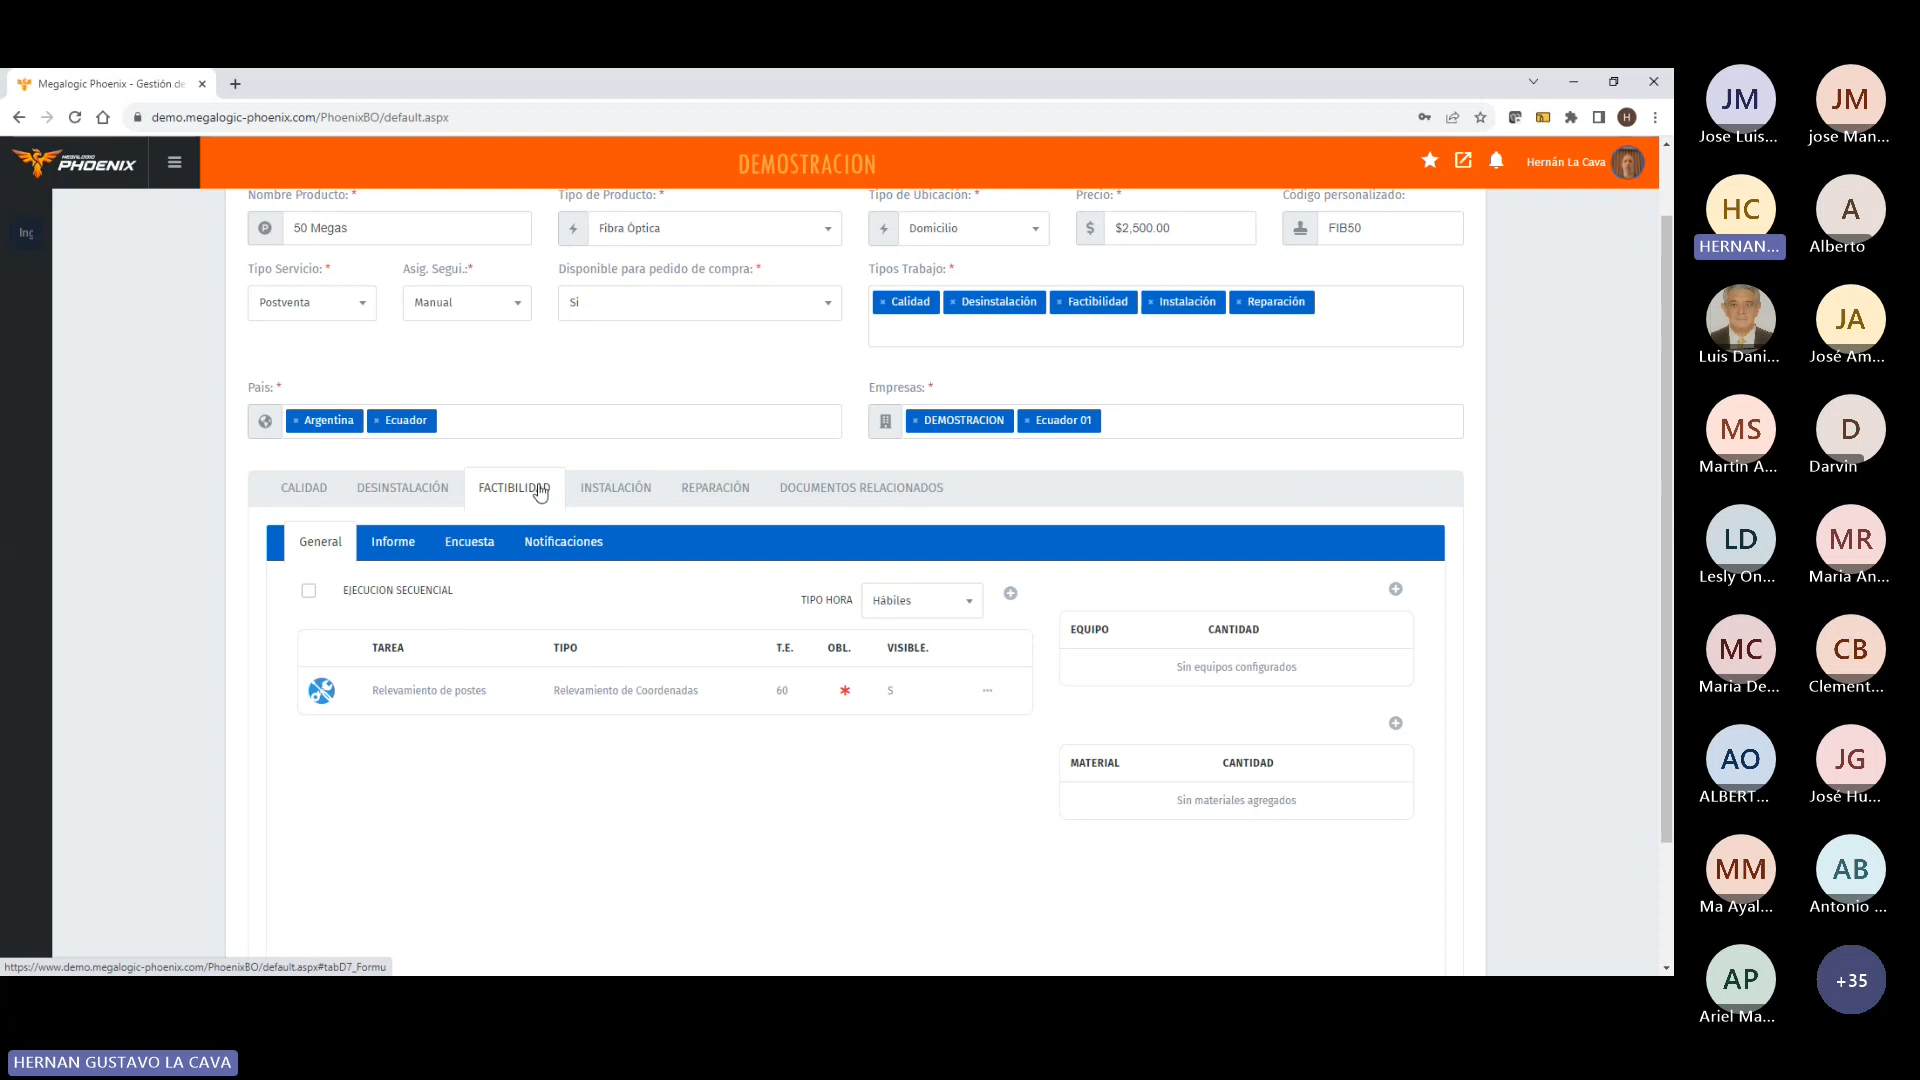 Megalogic Phoenix - Gestión de
demo.megalogic-phoenix.com/PhoenixBO/default.aspx
H
MEGALOGIC
PHOENIX
DEMOSTRACION
Hernán La Cava
Ing
Nombre Producto: *
Tipo de Producto: *
Tipo de Ubicación: *
Precio: *
Código personalizado:
50 Megas
Fibra Óptica
Domicilio
$ $2,500.00
FIB50
Tipo Servicio: *
Asig. Segui.:*
Disponible para pedido de compra: *
Tipos Trabajo: *
Postventa
Manual
Si
× Calidad × Desinstalación × Factibilidad × Instalación × Reparación
Pais: *
Empresas: *
× Argentina × Ecuador
× DEMOSTRACION × Ecuador 01
CALIDAD DESINSTALACIÓN FACTIBILIDAD INSTALACIÓN REPARACIÓN DOCUMENTOS RELACIONADOS
General Informe Encuesta Notificaciones
EJECUCION SECUENCIAL
TIPO HORA
Hábiles
TAREA TIPO T.E. OBL. VISIBLE.
Relevamiento de postes Relevamiento de Coordenadas 60 * S ...
EQUIPO CANTIDAD
Sin equipos configurados
MATERIAL CANTIDAD
Sin materiales agregados
https://www.demo.megalogic-phoenix.com/PhoenixBO/default.aspx#tabD7_Formu
HERNAN GUSTAVO LA CAVA
JM JM
Jose Luis... jose Man...
HC A
HERNAN... Alberto
JA
Luis Dani... José Am...
MS D
Martin A... Darvin
LD MR
Lesly On... Maria An...
MC CB
Maria De... Clement...
AO JG
ALBERT... José Hu...
MM AB
Ma Ayal... Antonio ...
AP +35
Ariel Ma...